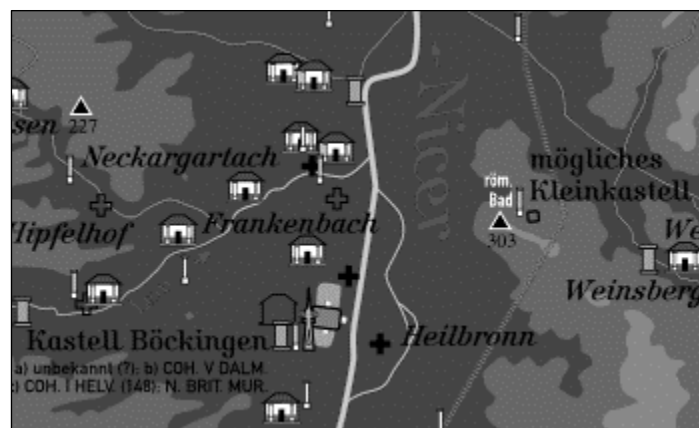 sen 227
Neckargartach
Nicer
mögliches
Kleinkastell
röm.
Bad
303
Hipfelhof
Frankenbach
We
Weinsberg
Kastell Böckingen
Heilbronn
a) unbekannt (?): b) COH. V DALM.
c) COH. I HELV. (148): N. BRIT. MUR.